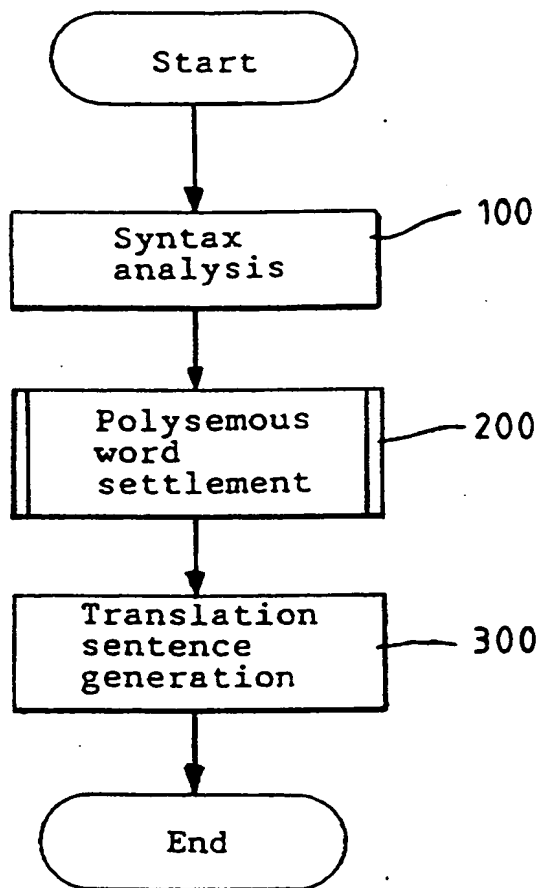 Start
100
Syntax
analysis
Polysemous
word
settlement
200
Translation
sentence
generation
300
End